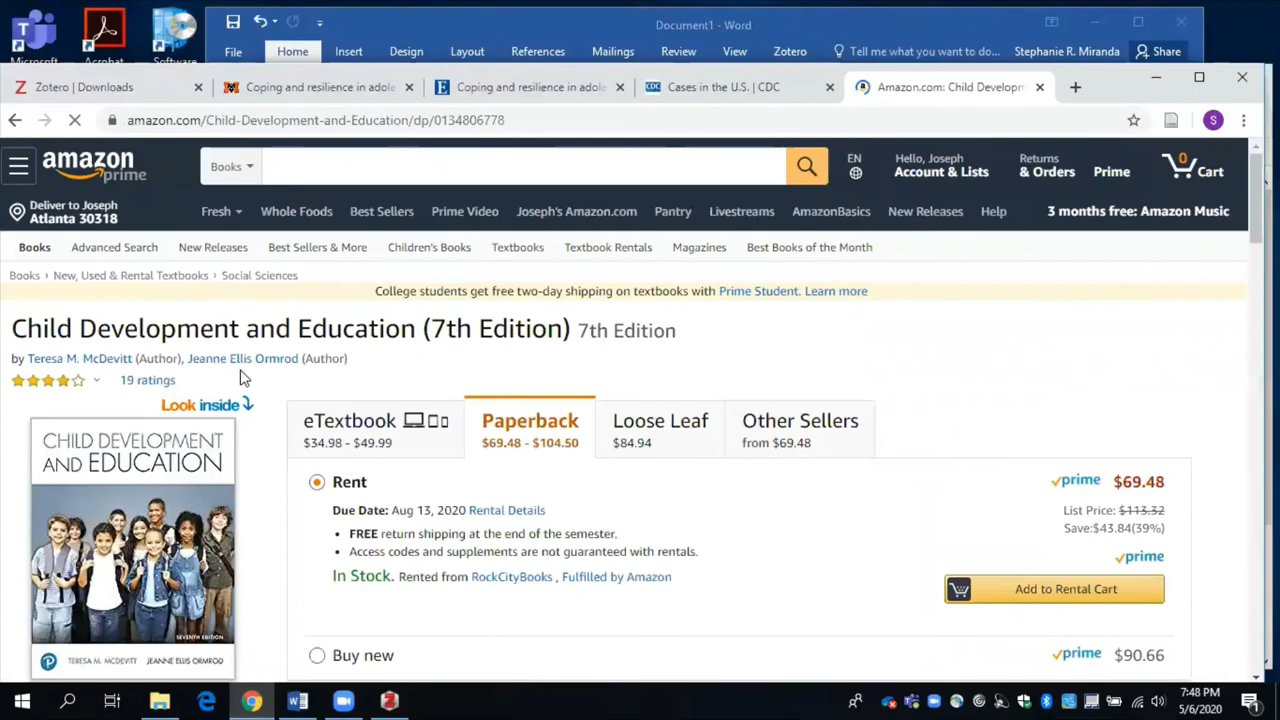 Document1 - Word
File Home Insert Design Layout References Mailings Review View Zotero Tell me what you want to do... Stephanie R. Miranda Share
Microsoft... Acrobat Software
Zotero | Downloads Coping and resilience in adole Coping and resilience in adole Cases in the U.S. | CDC Amazon.com: Child Developm
amazon.com/Child-Development-and-Education/dp/0134806778 S
amazon prime Books EN Hello, Joseph Account & Lists Returns & Orders Prime 0 Cart
Deliver to Joseph
Atlanta 30318 Fresh Whole Foods Best Sellers Prime Video Joseph's Amazon.com Pantry Livestreams AmazonBasics New Releases Help 3 months free: Amazon Music
Books Advanced Search New Releases Best Sellers & More Children's Books Textbooks Textbook Rentals Magazines Best Books of the Month
Books › New, Used & Rental Textbooks › Social Sciences
College students get free two-day shipping on textbooks with Prime Student. Learn more
Child Development and Education (7th Edition) 7th Edition
by Teresa M. McDevitt (Author), Jeanne Ellis Ormrod (Author)
19 ratings
Look inside
CHILD DEVELOPMENT
AND EDUCATION
SEVENTH EDITION
TERESA M. MCDEVITT JEANNE ELLIS ORMROD
eTextbook Paperback Loose Leaf Other Sellers
$34.98 - $49.99 $69.48 - $104.50 $84.94 from $69.48
Rent prime $69.48
Due Date: Aug 13, 2020 Rental Details List Price: $113.32
Save:$43.84(39%)
• FREE return shipping at the end of the semester.
• Access codes and supplements are not guaranteed with rentals.
prime
In Stock. Rented from RockCityBooks , Fulfilled by Amazon
Add to Rental Cart
Buy new prime $90.66
7:48 PM
5/6/2020